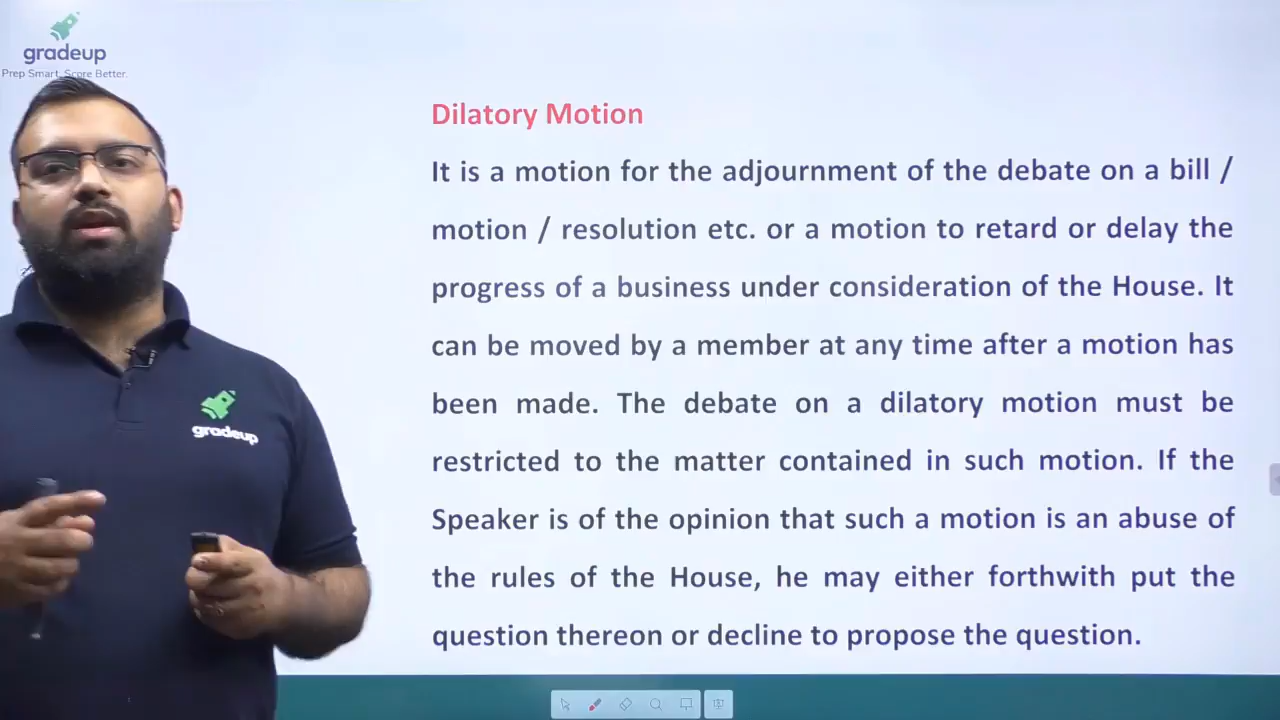 gradeup
Prep Smart. Score Better.
Dilatory Motion
It is a motion for the adjournment of the debate on a bill /
motion / resolution etc. or a motion to retard or delay the
progress of a business under consideration of the House. It
can be moved by a member at any time after a motion has
been made. The debate on a dilatory motion must be
restricted to the matter contained in such motion. If the
Speaker is of the opinion that such a motion is an abuse of
the rules of the House, he may either forthwith put the
question thereon or decline to propose the question.
gradeup